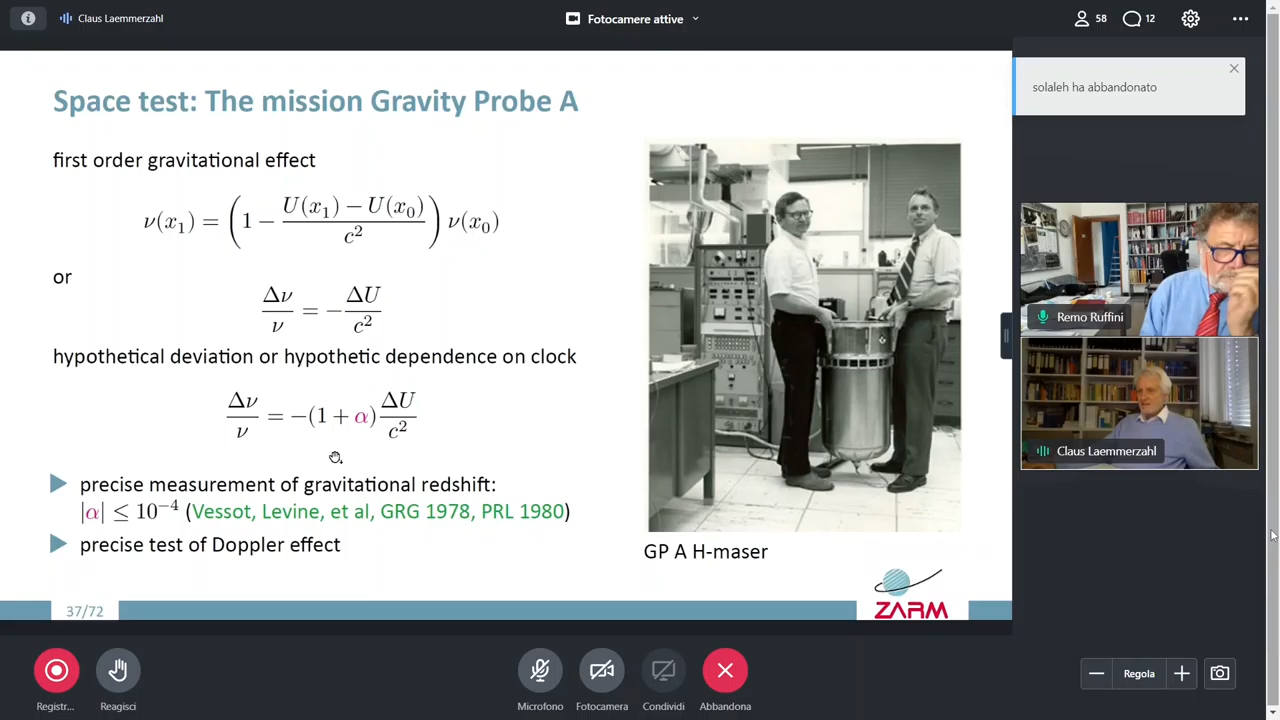 Claus Laemmerzahl
Fotocamere attive
58
12
Space test: The mission Gravity Probe A
solaleh ha abbandonato
first order gravitational effect
ν(x₁) = (1 − (U(x₁) − U(x₀))/c²) ν(x₀)
or
Δν/ν = −ΔU/c²
hypothetical deviation or hypothetic dependence on clock
Δν/ν = −(1 + α)ΔU/c²
precise measurement of gravitational redshift:
|α| ≤ 10⁻⁴ (Vessot, Levine, et al, GRG 1978, PRL 1980)
precise test of Doppler effect
GP A H-maser
Remo Ruffini
Claus Laemmerzahl
37/72
ZARM
Registr...
Reagisci
Microfono
Fotocamera
Condividi
Abbandona
Regola